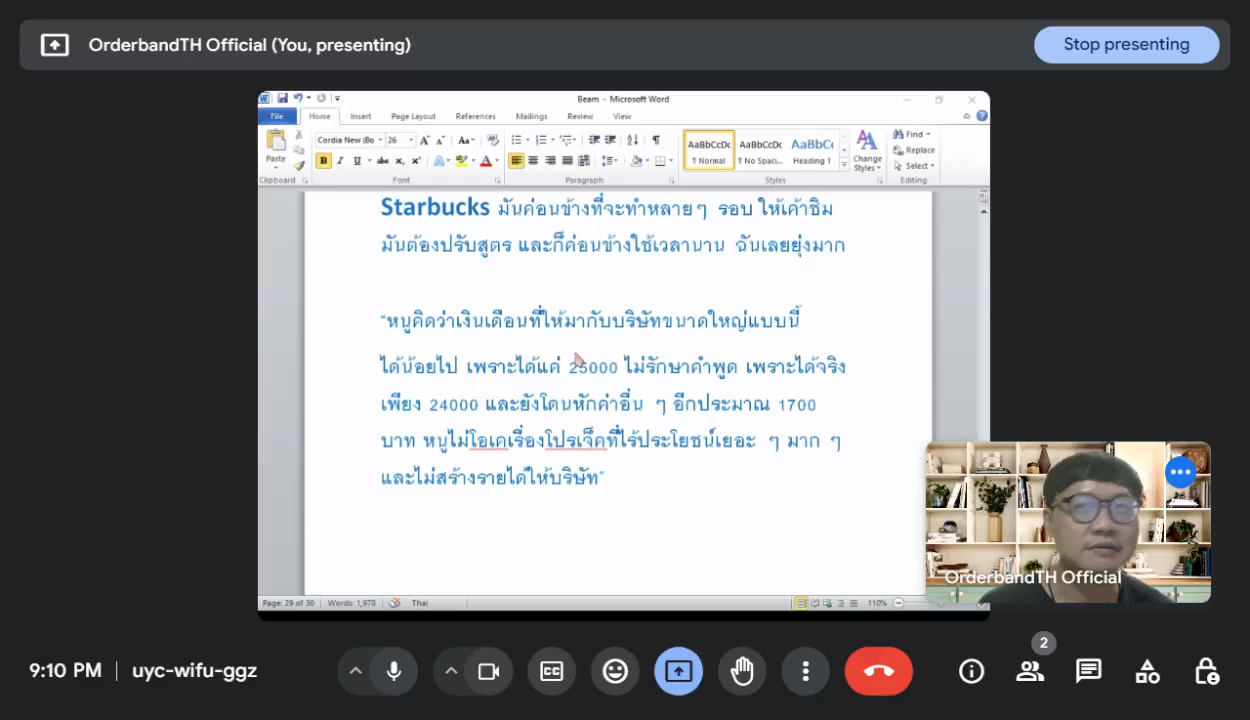 OrderbandTH Official (You, presenting)
Stop presenting
Beam - Microsoft Word
File Home Insert Page Layout References Mailings Review View
Cordia New (Bo 26
Paste
AaBbCcDc AaBbCcDc AaBbC
¶ Normal ¶ No Spaci... Heading 1
Change Styles
Find
Replace
Select
Clipboard Font Paragraph Styles Editing
Starbucks มันค่อนข้างที่จะทำหลายๆ รอบ ให้เค้าชิม
มันต้องปรับสูตร และก็ค่อนข้างใช้เวลานาน ฉันเลยยุ่งมาก
"หนูคิดว่าเงินเดือนที่ให้มากับบริษัทขนาดใหญ่แบบนี้
ได้น้อยไป เพราะได้แค่ 25000 ไม่รักษาคำพูด เพราะได้จริง
เพียง 24000 และยังโดนหักค่าอื่น ๆ อีกประมาณ 1700
บาท หนูไม่โอเคเรื่องโปรเจ็คที่ไร้ประโยชน์เยอะ ๆ มาก ๆ
และไม่สร้างรายได้ให้บริษัท"
Page: 29 of 30 Words: 1,978 Thai 110%
OrderbandTH Official
9:10 PM uyc-wifu-ggz
2